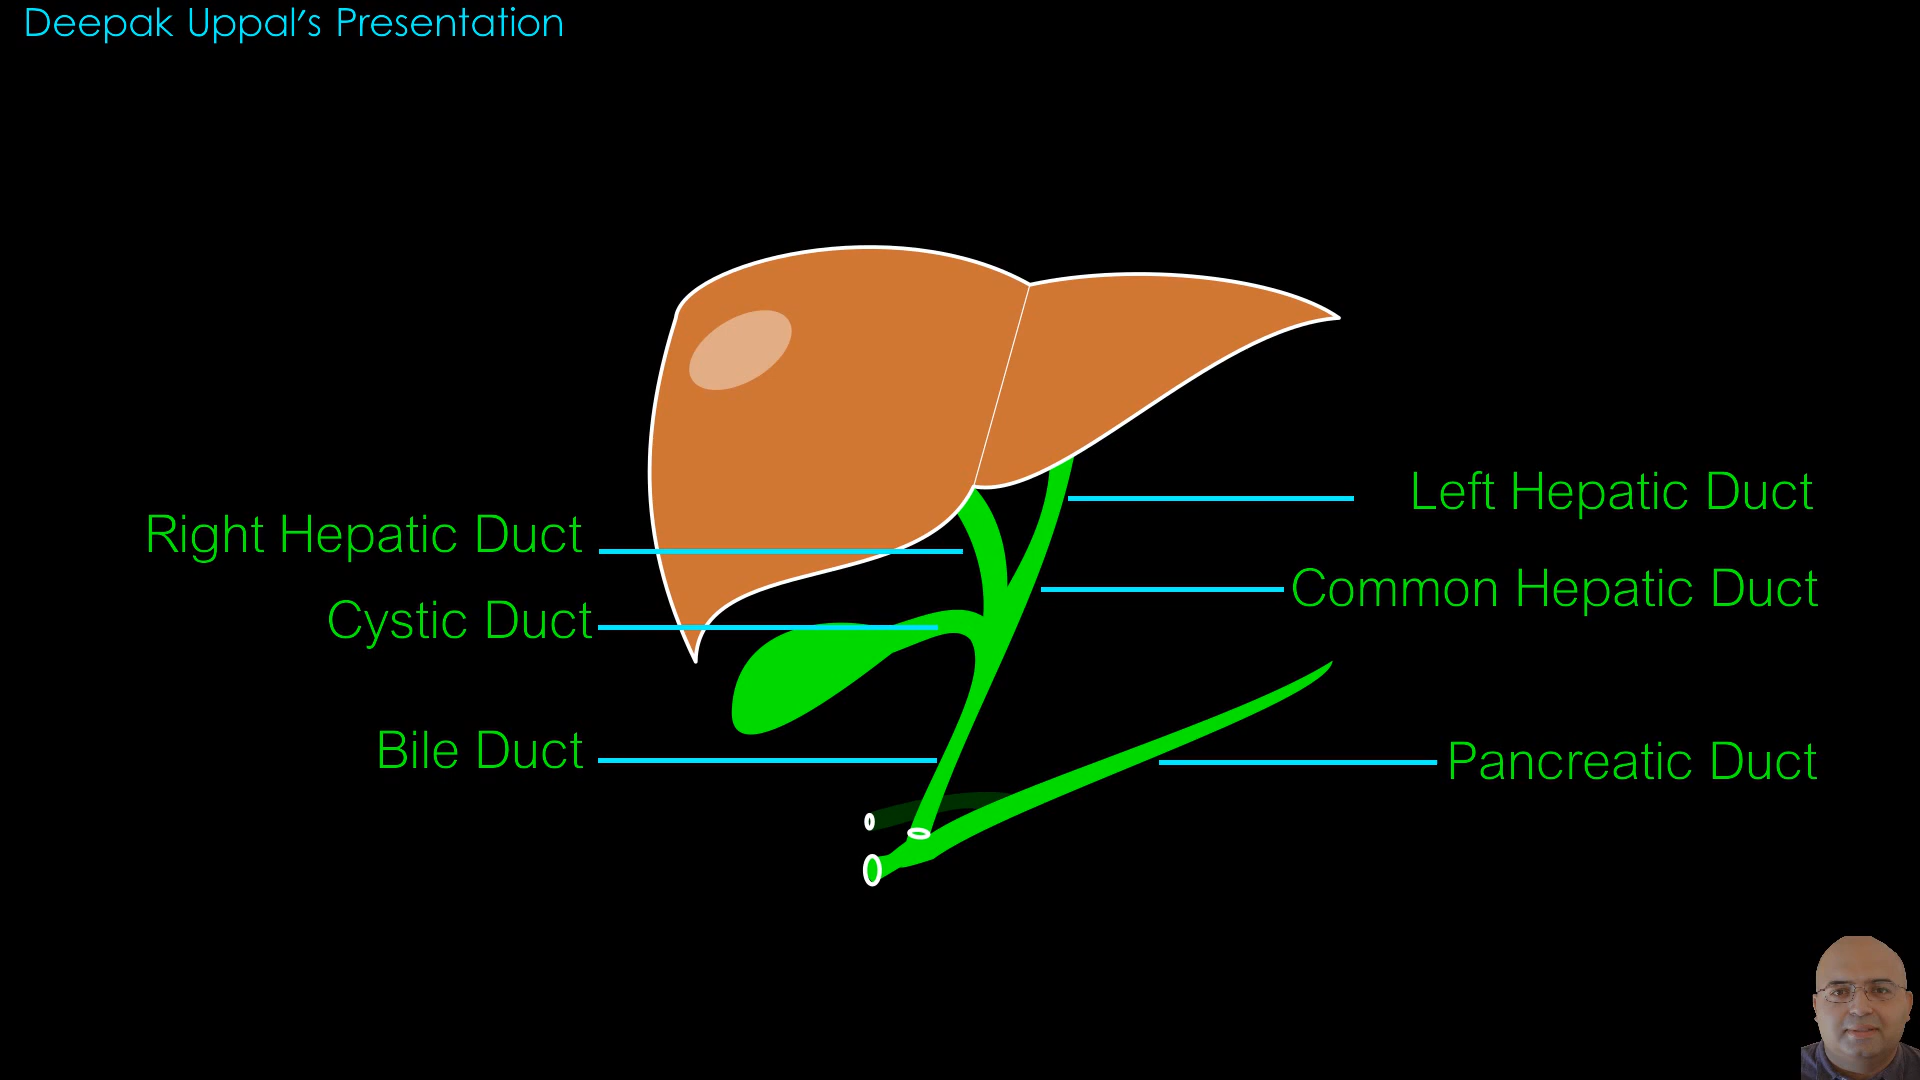 Deepak Uppal's Presentation
Left Hepatic Duct
Right Hepatic Duct
Common Hepatic Duct
Cystic Duct
Bile Duct
Pancreatic Duct